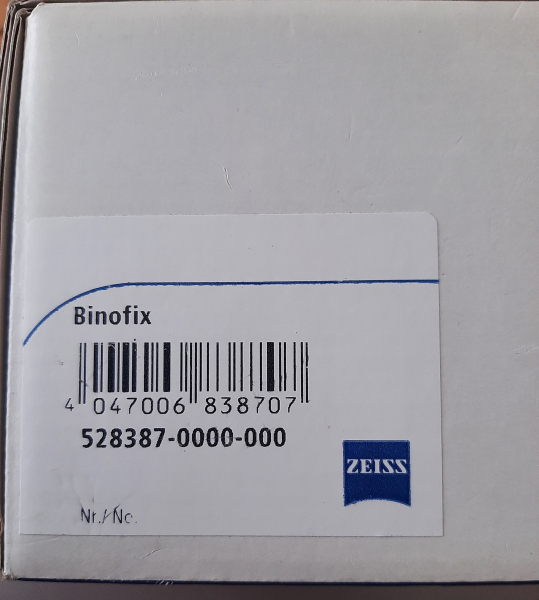 Binofix
4 047006 838707
528387-0000-000
ZEISS
Nr./No.